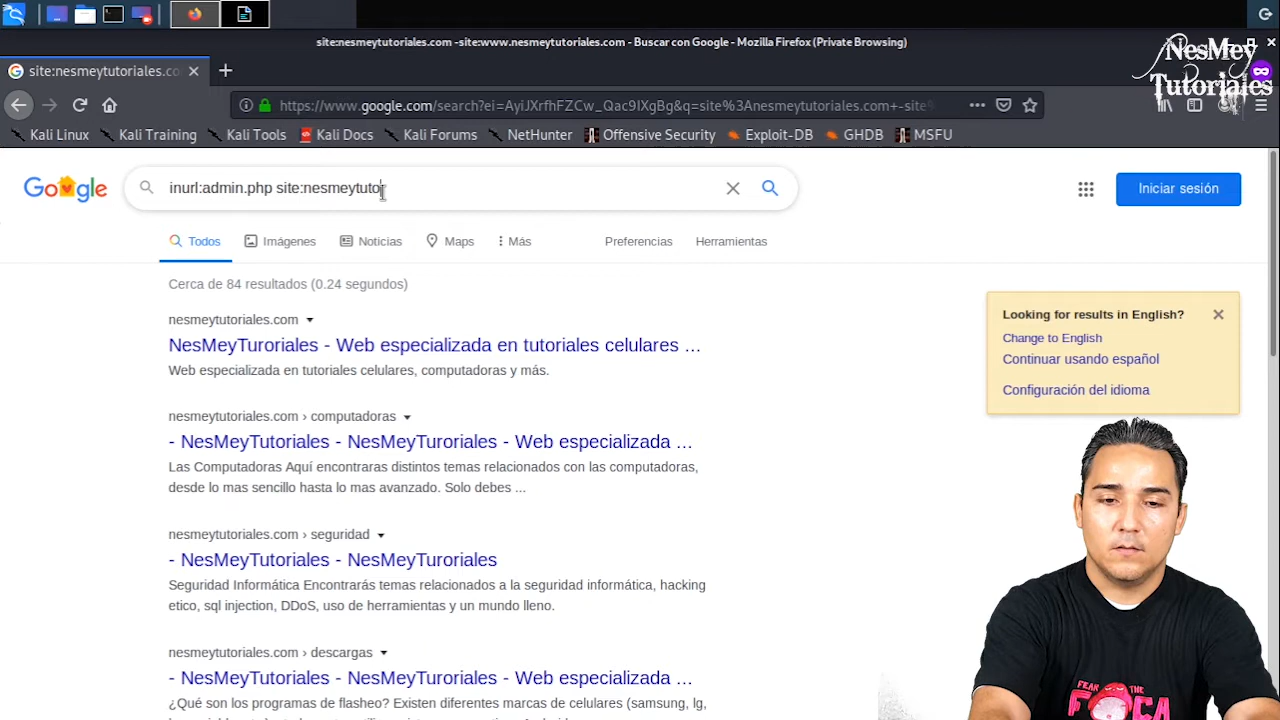 site:nesmeytutoriales.com -site:www.nesmeytutoriales.com - Buscar con Google - Mozilla Firefox (Private Browsing)
NesMey
Tutoriales
site:nesmeytutoriales.co
https://www.google.com/search?ei=AyiJXrfhFZCw_Qac9IXgBg&q=site%3Anesmeytutoriales.com+-site%
Kali Linux Kali Training Kali Tools Kali Docs Kali Forums NetHunter Offensive Security Exploit-DB GHDB MSFU
Google
inurl:admin.php site:nesmeytuto
Iniciar sesión
Todos Imágenes Noticias Maps Más Preferencias Herramientas
Cerca de 84 resultados (0.24 segundos)
nesmeytutoriales.com
NesMeyTuroriales - Web especializada en tutoriales celulares ...
Web especializada en tutoriales celulares, computadoras y más.
nesmeytutoriales.com › computadoras
- NesMeyTutoriales - NesMeyTuroriales - Web especializada ...
Las Computadoras Aquí encontraras distintos temas relacionados con las computadoras,
desde lo mas sencillo hasta lo mas avanzado. Solo debes ...
nesmeytutoriales.com › seguridad
- NesMeyTutoriales - NesMeyTuroriales
Seguridad Informática Encontrarás temas relacionados a la seguridad informática, hacking
etico, sql injection, DDoS, uso de herramientas y un mundo lleno.
nesmeytutoriales.com › descargas
- NesMeyTutoriales - NesMeyTuroriales - Web especializada ...
¿Qué son los programas de flasheo? Existen diferentes marcas de celulares (samsung, lg,
Looking for results in English?
Change to English
Continuar usando español
Configuración del idioma
FEAR THE
FOCA